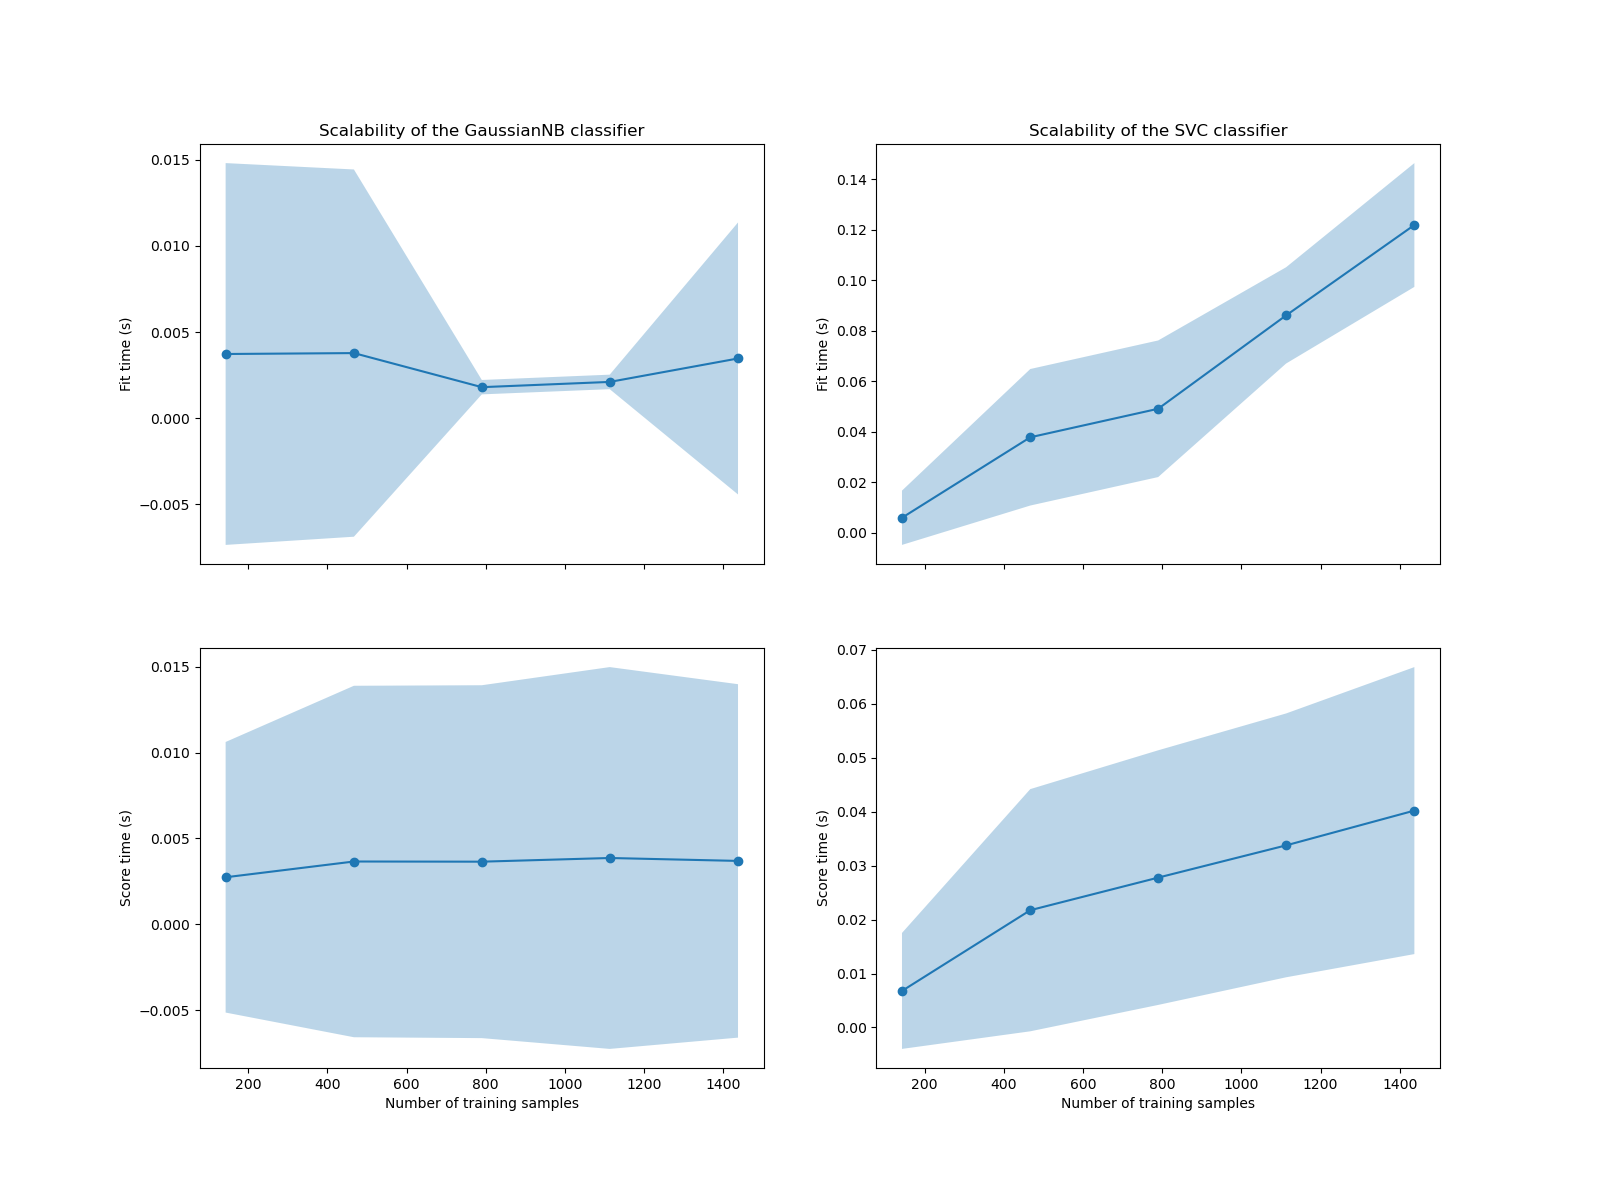 Scalability of the GaussianNB classifier
0.015
0.010
0.005
0.000
−0.005
Fit time (s)
Scalability of the SVC classifier
0.14
0.12
0.10
0.08
0.06
0.04
0.02
0.00
Fit time (s)
0.015
0.010
0.005
0.000
−0.005
Score time (s)
200 400 600 800 1000 1200 1400
Number of training samples
0.07
0.06
0.05
0.04
0.03
0.02
0.01
0.00
Score time (s)
200 400 600 800 1000 1200 1400
Number of training samples